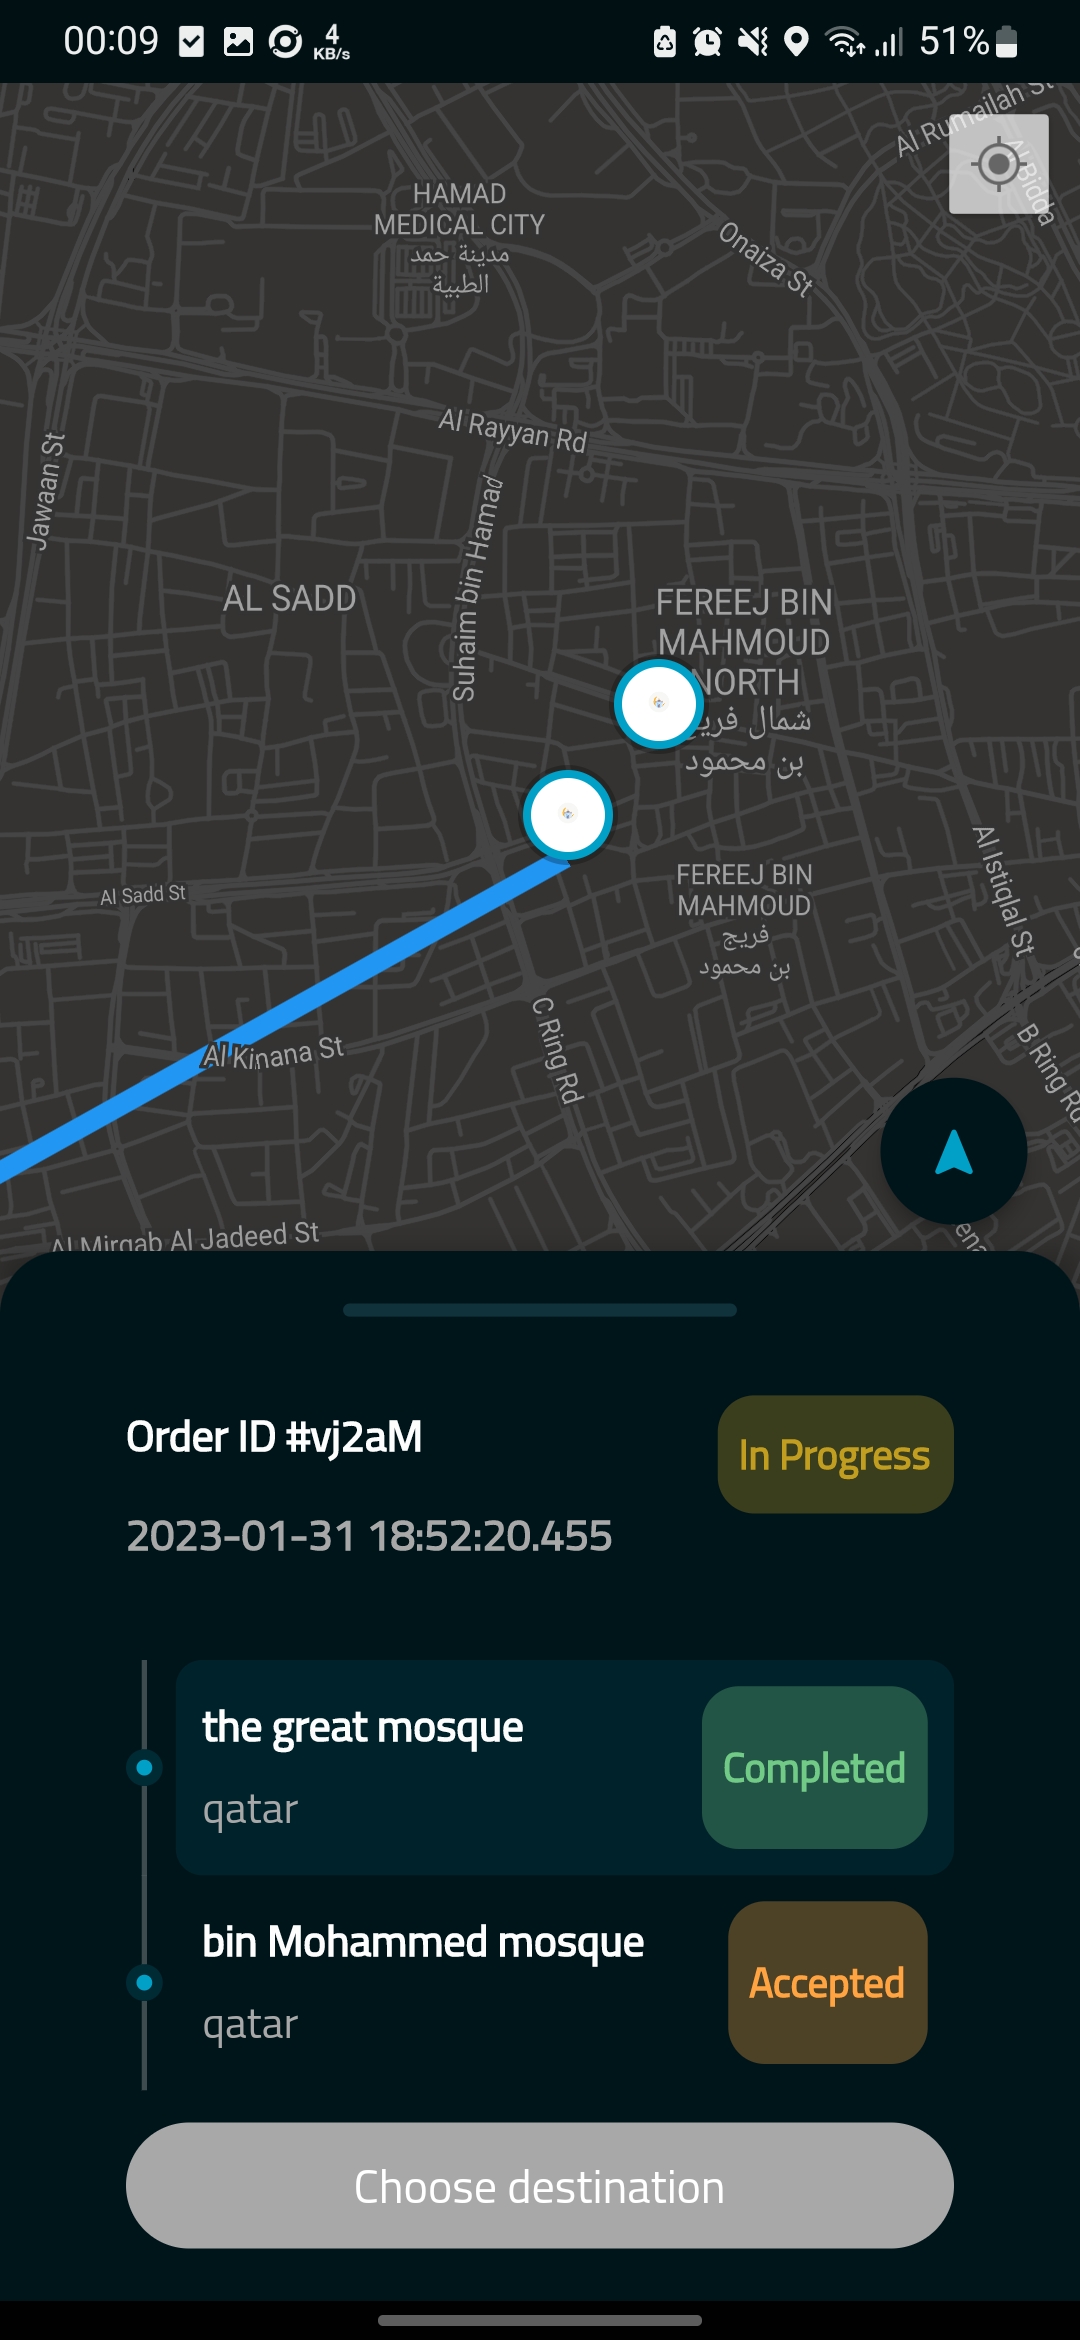 00:09
4
KB/s
51%
Al Rumailah St
Al Bidda
HAMAD
MEDICAL CITY
مدينة حمد
الطبية
Onaiza St
Al Rayyan Rd
Jawaan St
Suhaim bin Hamad
AL SADD
FEREEJ BIN
MAHMOUD
NORTH
شمال فريج
بن محمود
Al Istiqlal St
FEREEJ BIN
MAHMOUD
فريج
بن محمود
Al Sadd St
C Ring Rd
Al Kinana St
B Ring Rd
Al Mirqab Al Jadeed St
Order ID #vj2aM
In Progress
2023-01-31 18:52:20.455
the great mosque
Completed
qatar
bin Mohammed mosque
Accepted
qatar
Choose destination